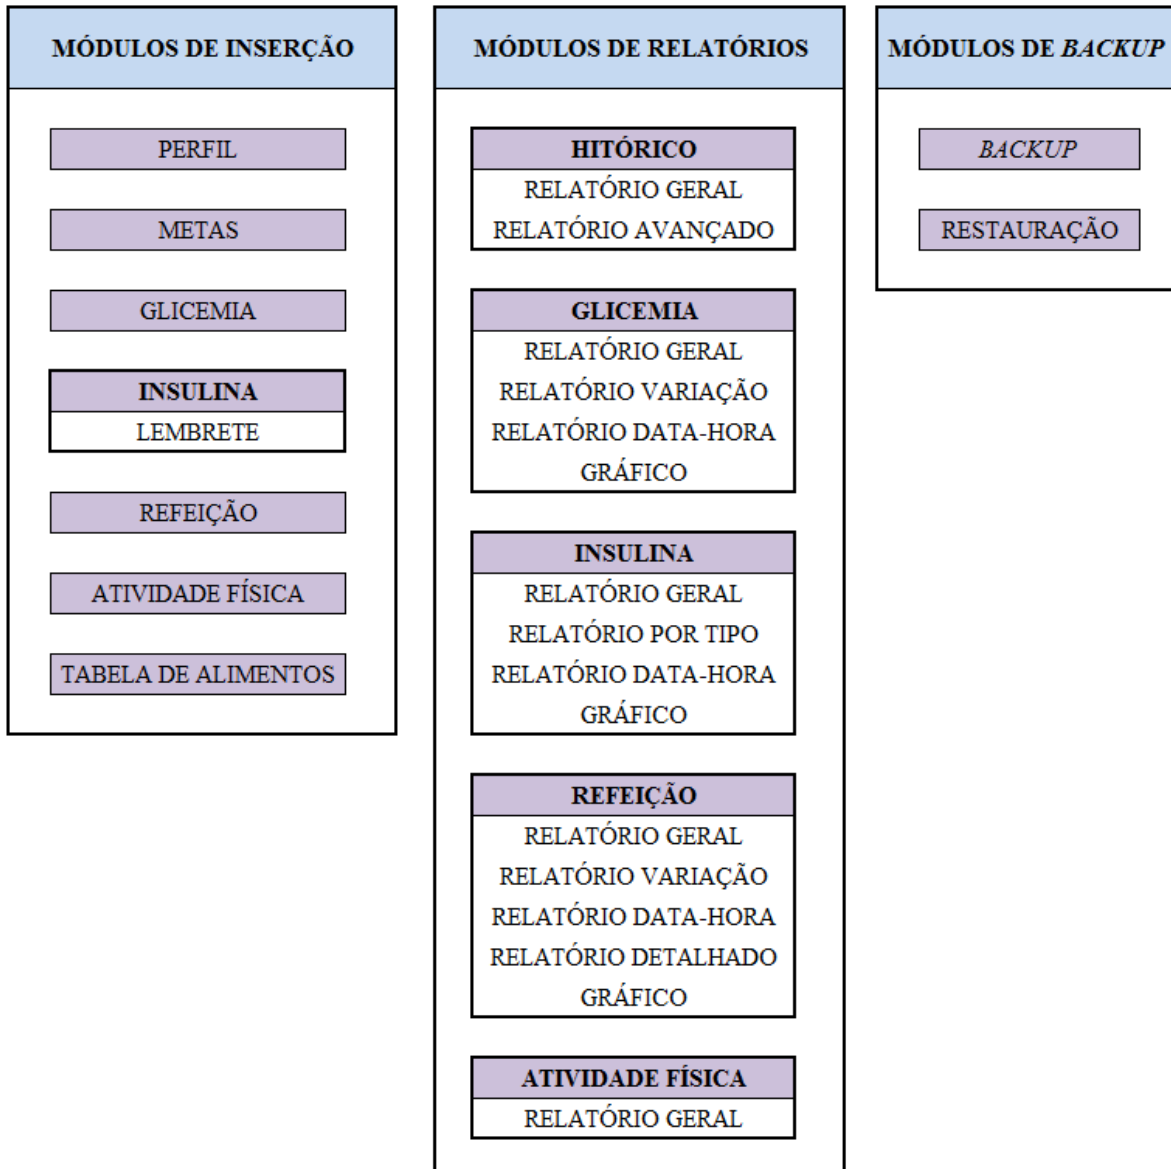 MÓDULOS DE INSERÇÃO
PERFIL
METAS
GLICEMIA
INSULINA
LEMBRETE
REFEIÇÃO
ATIVIDADE FÍSICA
TABELA DE ALIMENTOS
MÓDULOS DE RELATÓRIOS
HITÓRICO
RELATÓRIO GERAL
RELATÓRIO AVANÇADO
GLICEMIA
RELATÓRIO GERAL
RELATÓRIO VARIAÇÃO
RELATÓRIO DATA-HORA
GRÁFICO
INSULINA
RELATÓRIO GERAL
RELATÓRIO POR TIPO
RELATÓRIO DATA-HORA
GRÁFICO
REFEIÇÃO
RELATÓRIO GERAL
RELATÓRIO VARIAÇÃO
RELATÓRIO DATA-HORA
RELATÓRIO DETALHADO
GRÁFICO
ATIVIDADE FÍSICA
RELATÓRIO GERAL
MÓDULOS DE BACKUP
BACKUP
RESTAURAÇÃO